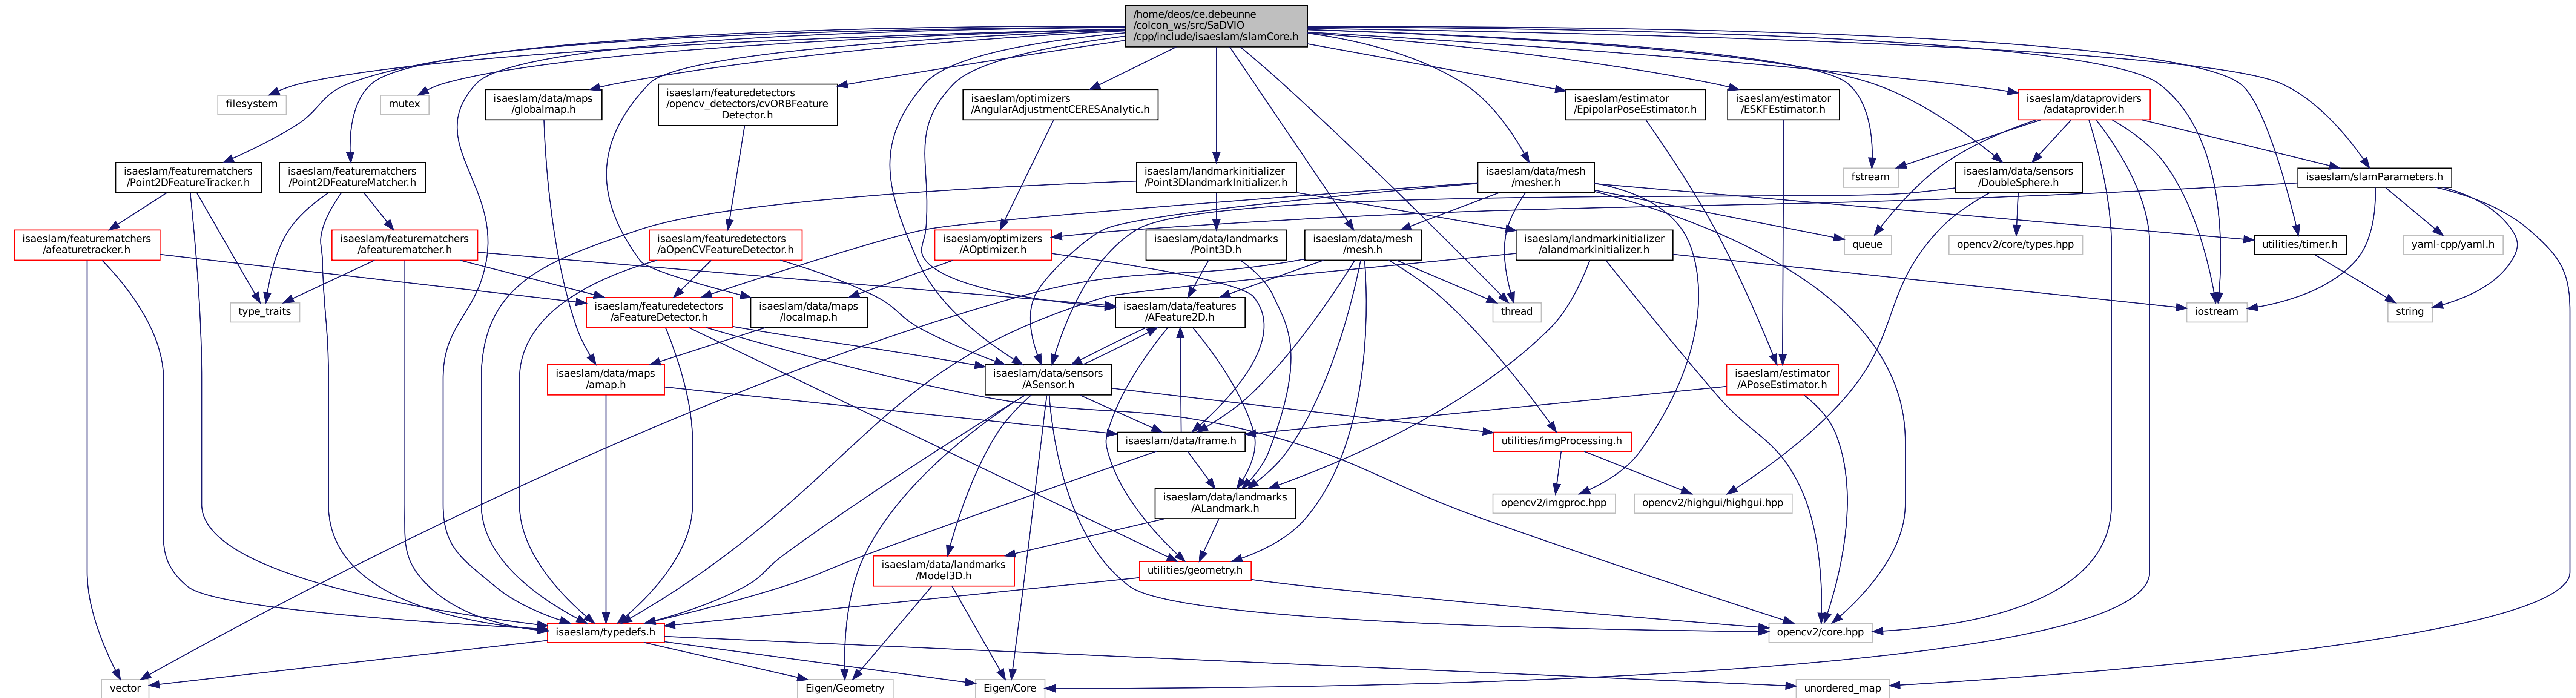 /home/deos/ce.debeunne
/colcon_ws/src/SaDVIO
/cpp/include/isaeslam/slamCore.h
filesystem
mutex
isaeslam/data/maps
/globalmap.h
isaeslam/featuredetectors
/opencv_detectors/cvORBFeature
Detector.h
isaeslam/optimizers
/AngularAdjustmentCERESAnalytic.h
isaeslam/estimator
/EpipolarPoseEstimator.h
isaeslam/estimator
/ESKFEstimator.h
isaeslam/dataproviders
/adataprovider.h
isaeslam/featurematchers
/Point2DFeatureTracker.h
isaeslam/featurematchers
/Point2DFeatureMatcher.h
isaeslam/landmarkinitializer
/Point3DlandmarkInitializer.h
isaeslam/data/mesh
/mesher.h
fstream
isaeslam/data/sensors
/DoubleSphere.h
isaeslam/slamParameters.h
isaeslam/featurematchers
/afeaturetracker.h
isaeslam/featurematchers
/afeaturematcher.h
isaeslam/featuredetectors
/aOpenCVFeatureDetector.h
isaeslam/optimizers
/AOptimizer.h
isaeslam/data/landmarks
/Point3D.h
isaeslam/data/mesh
/mesh.h
isaeslam/landmarkinitializer
/alandmarkinitializer.h
queue
opencv2/core/types.hpp
utilities/timer.h
yaml-cpp/yaml.h
type_traits
isaeslam/featuredetectors
/aFeatureDetector.h
isaeslam/data/maps
/localmap.h
isaeslam/data/features
/AFeature2D.h
thread
iostream
string
isaeslam/data/maps
/amap.h
isaeslam/data/sensors
/ASensor.h
isaeslam/estimator
/APoseEstimator.h
isaeslam/data/frame.h
utilities/imgProcessing.h
isaeslam/data/landmarks
/ALandmark.h
opencv2/imgproc.hpp
opencv2/highgui/highgui.hpp
isaeslam/data/landmarks
/Model3D.h
utilities/geometry.h
isaeslam/typedefs.h
opencv2/core.hpp
vector
Eigen/Geometry
Eigen/Core
unordered_map